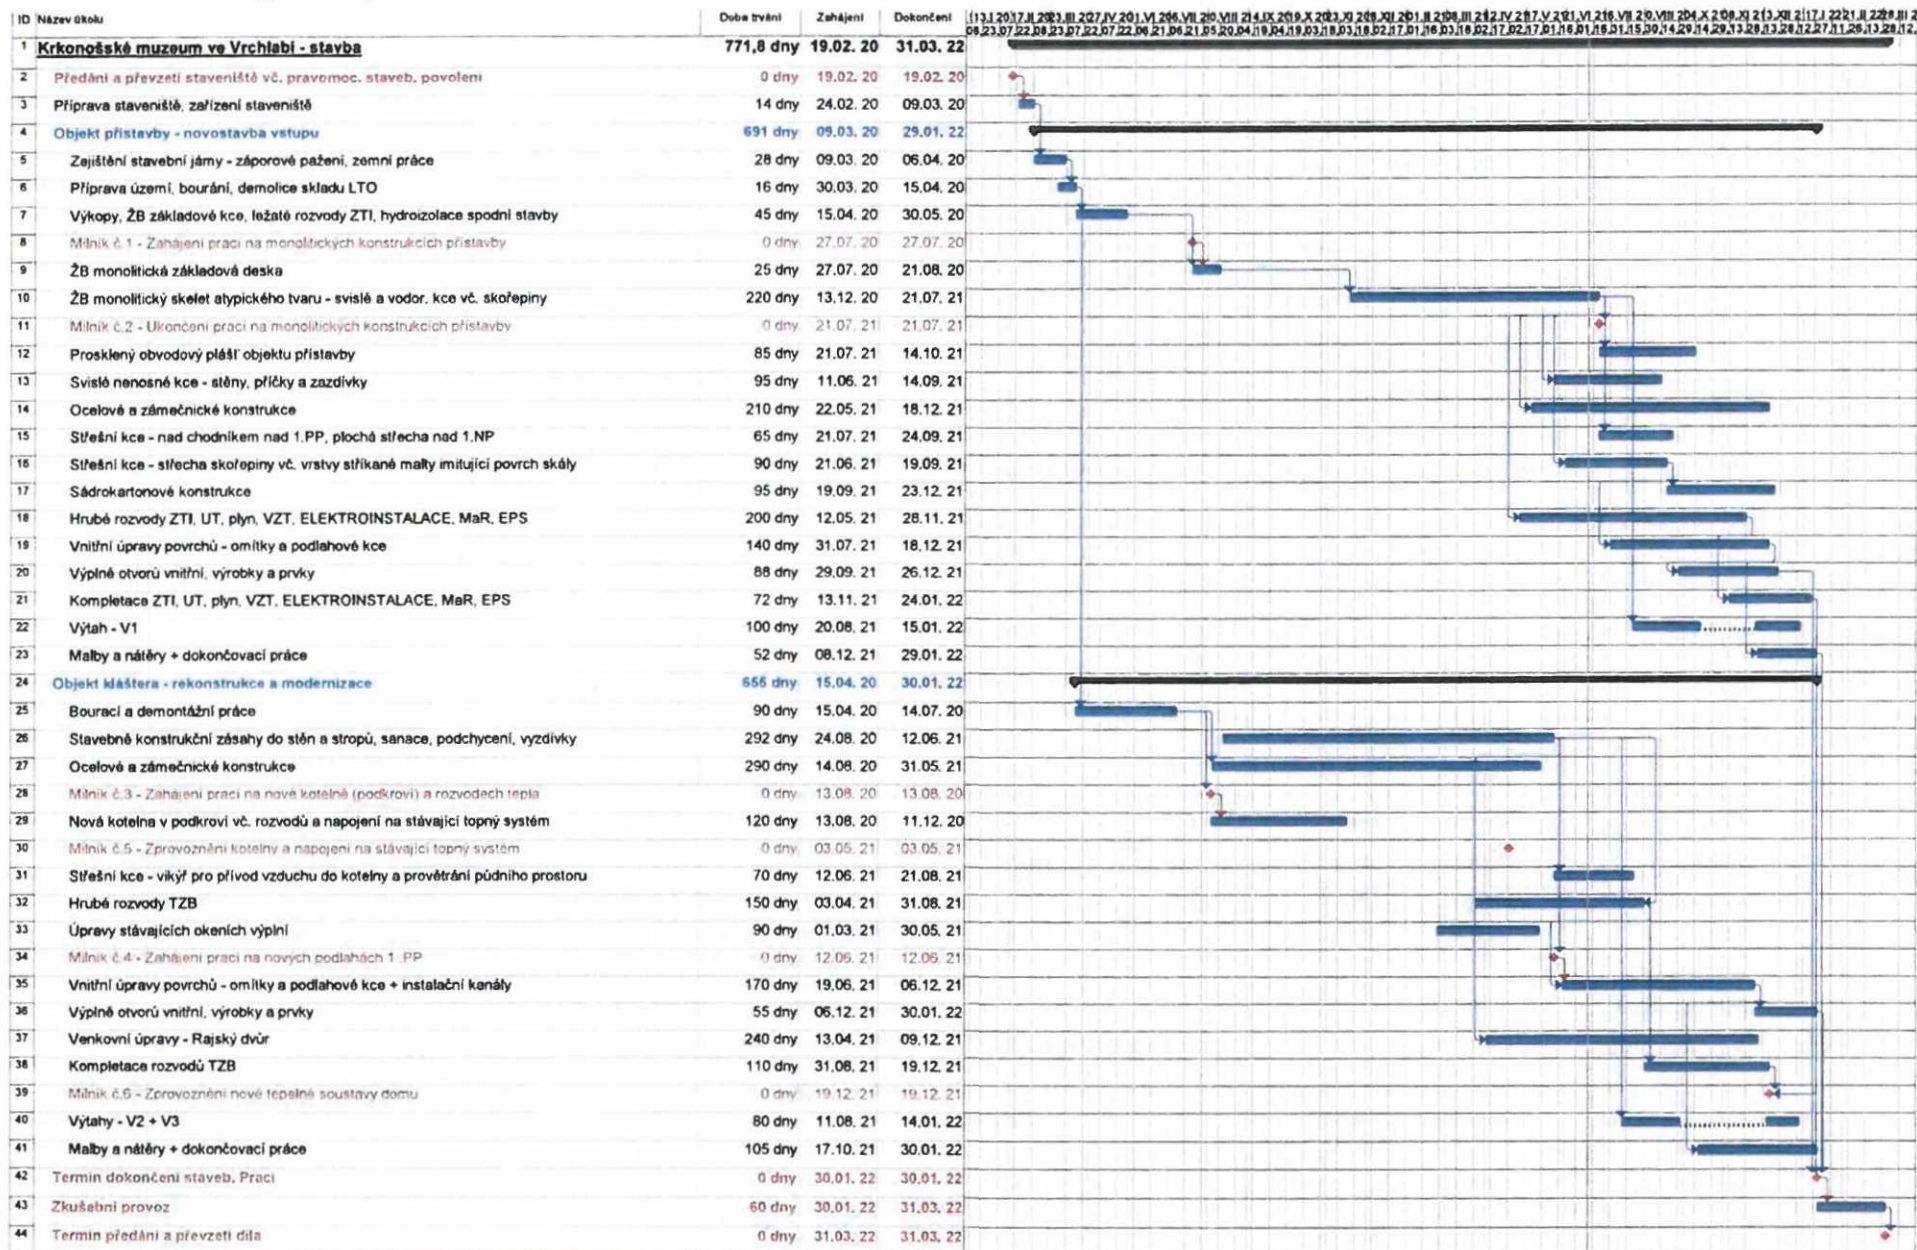 ID Název úkolu Doba trvání Zahájení Dokončení
1 Krkonošské muzeum ve Vrchlabí - stavba 771,8 dny 19.02. 20 31.03. 22
2 Předání a převzetí staveniště vč. pravomoc. staveb. povolení 0 dny 19.02. 20 19.02. 20
3 Příprava staveniště, zařízení staveniště 14 dny 24.02. 20 09.03. 20
4 Objekt přístavby - novostavba vstupu 691 dny 09.03. 20 29.01. 22
5 Zajištění stavební jámy - záporové pažení, zemní práce 28 dny 09.03. 20 06.04. 20
6 Příprava území, bourání, demolice skladu LTO 16 dny 30.03. 20 15.04. 20
7 Výkopy, ŽB základové kce, ležaté rozvody ZTI, hydroizolace spodní stavby 45 dny 15.04. 20 30.05. 20
8 Milník č.1 - Zahájení prací na monolitických konstrukcích přístavby 0 dny 27.07. 20 27.07. 20
9 ŽB monolitická základová deska 25 dny 27.07. 20 21.08. 20
10 ŽB monolitický skelet atypického tvaru - svislé a vodor. kce vč. skořepiny 220 dny 13.12. 20 21.07. 21
11 Milník č.2 - Ukončení prací na monolitických konstrukcích přístavby 0 dny 21.07. 21 21.07. 21
12 Prosklený obvodový plášť objektu přístavby 85 dny 21.07. 21 14.10. 21
13 Svislé nenosné kce - stěny, příčky a zazdívky 95 dny 11.06. 21 14.09. 21
14 Ocelové a zámečnické konstrukce 210 dny 22.05. 21 18.12. 21
15 Střešní kce - nad chodníkem nad 1.PP, plochá střecha nad 1.NP 65 dny 21.07. 21 24.09. 21
16 Střešní kce - střecha skořepiny vč. vrstvy stříkané malty imitující povrch skály 90 dny 21.06. 21 19.09. 21
17 Sádrokartonové konstrukce 95 dny 19.09. 21 23.12. 21
18 Hrubé rozvody ZTI, UT, plyn, VZT, ELEKTROINSTALACE, MaR, EPS 200 dny 12.05. 21 28.11. 21
19 Vnitřní úpravy povrchů - omítky a podlahové kce 140 dny 31.07. 21 18.12. 21
20 Výplně otvorů vnitřní, výrobky a prvky 88 dny 29.09. 21 26.12. 21
21 Kompletace ZTI, UT, plyn, VZT, ELEKTROINSTALACE, MaR, EPS 72 dny 13.11. 21 24.01. 22
22 Výtah - V1 100 dny 20.08. 21 15.01. 22
23 Malby a nátěry + dokončovací práce 52 dny 08.12. 21 29.01. 22
24 Objekt kláštera - rekonstrukce a modernizace 655 dny 15.04. 20 30.01. 22
25 Bourací a demontážní práce 90 dny 15.04. 20 14.07. 20
26 Stavebně konstrukční zásahy do stěn a stropů, sanace, podchycení, vyzdívky 292 dny 24.08. 20 12.06. 21
27 Ocelové a zámečnické konstrukce 290 dny 14.08. 20 31.05. 21
28 Milník č.3 - Zahájení prací na nové kotelně (podkroví) a rozvodech tepla 0 dny 13.08. 20 13.08. 20
29 Nová kotelna v podkroví vč. rozvodů a napojení na stávající topný systém 120 dny 13.08. 20 11.12. 20
30 Milník č.5 - Zprovoznění kotelny a napojení na stávající topný systém 0 dny 03.05. 21 03.05. 21
31 Střešní kce - vikýř pro přívod vzduchu do kotelny a provětrání půdního prostoru 70 dny 12.06. 21 21.08. 21
32 Hrubé rozvody TZB 150 dny 03.04. 21 31.08. 21
33 Úpravy stávajících okeních výplní 90 dny 01.03. 21 30.05. 21
34 Milník č.4 - Zahájení prací na nových podlahách 1.PP 0 dny 12.06. 21 12.06. 21
35 Vnitřní úpravy povrchů - omítky a podlahové kce + instalační kanály 170 dny 19.06. 21 06.12. 21
36 Výplně otvorů vnitřní, výrobky a prvky 55 dny 06.12. 21 30.01. 22
37 Venkovní úpravy - Rajský dvůr 240 dny 13.04. 21 09.12. 21
38 Kompletace rozvodů TZB 110 dny 31.08. 21 19.12. 21
39 Milník č.6 - Zprovoznění nové tepelné soustavy domu 0 dny 19.12. 21 19.12. 21
40 Výtahy - V2 + V3 80 dny 11.08. 21 14.01. 22
41 Malby a nátěry + dokončovací práce 105 dny 17.10. 21 30.01. 22
42 Termín dokončení staveb. Prací 0 dny 30.01. 22 30.01. 22
43 Zkušební provoz 60 dny 30.01. 22 31.03. 22
44 Termín předání a převzetí díla 0 dny 31.03. 22 31.03. 22